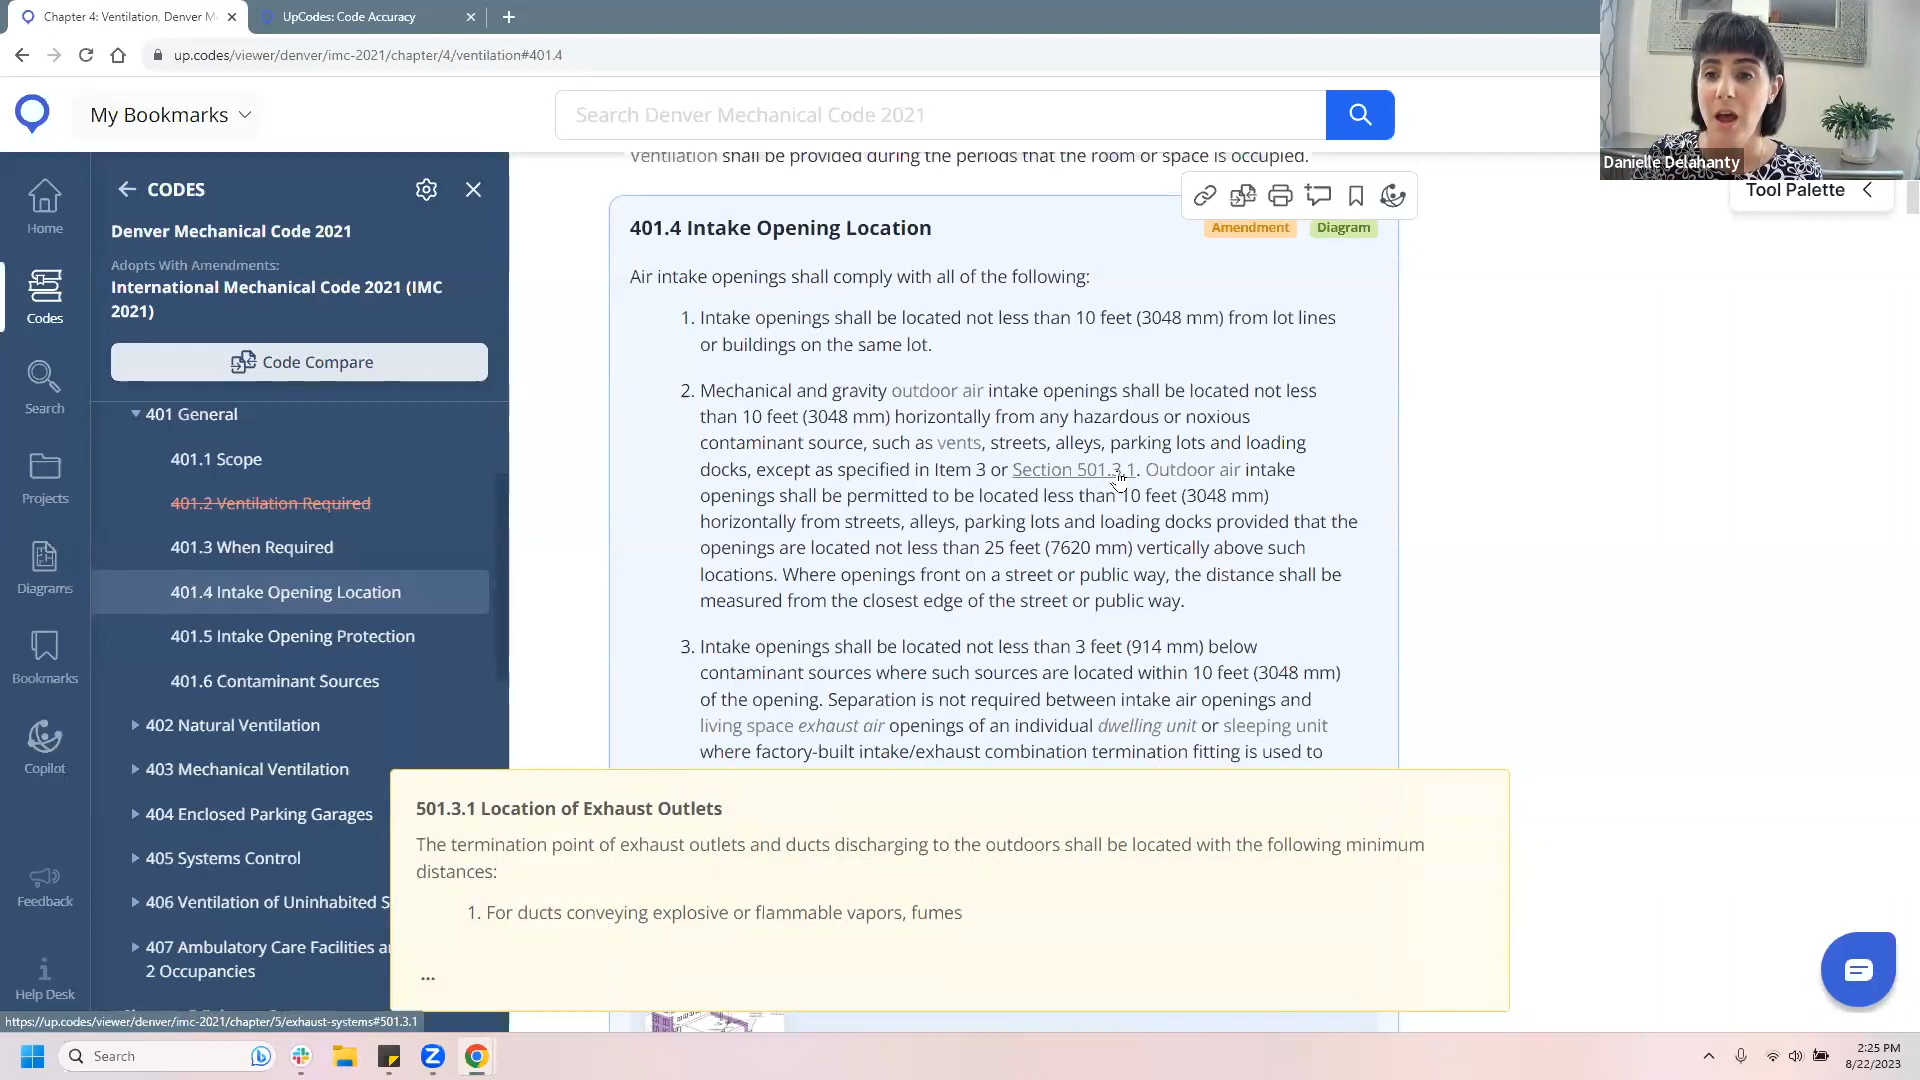 Chapter 4: Ventilation, Denver M
UpCodes: Code Accuracy
up.codes/viewer/denver/imc-2021/chapter/4/ventilation#401.4
My Bookmarks
Search Denver Mechanical Code 2021
Danielle Delahanty
Tool Palette
Home
Codes
Search
Projects
Diagrams
Bookmarks
Copilot
Feedback
Help Desk
CODES
Denver Mechanical Code 2021
Adopts With Amendments:
International Mechanical Code 2021 (IMC
2021)
Code Compare
401 General
401.1 Scope
401.2 Ventilation Required
401.3 When Required
401.4 Intake Opening Location
401.5 Intake Opening Protection
401.6 Contaminant Sources
402 Natural Ventilation
403 Mechanical Ventilation
404 Enclosed Parking Garages
405 Systems Control
406 Ventilation of Uninhabited S
407 Ambulatory Care Facilities a
2 Occupancies
Ventilation shall be provided during the periods that the room or space is occupied.
401.4 Intake Opening Location
Amendment
Diagram
Air intake openings shall comply with all of the following:
1. Intake openings shall be located not less than 10 feet (3048 mm) from lot lines
or buildings on the same lot.
2. Mechanical and gravity outdoor air intake openings shall be located not less
than 10 feet (3048 mm) horizontally from any hazardous or noxious
contaminant source, such as vents, streets, alleys, parking lots and loading
docks, except as specified in Item 3 or Section 501.3.1. Outdoor air intake
openings shall be permitted to be located less than 10 feet (3048 mm)
horizontally from streets, alleys, parking lots and loading docks provided that the
openings are located not less than 25 feet (7620 mm) vertically above such
locations. Where openings front on a street or public way, the distance shall be
measured from the closest edge of the street or public way.
3. Intake openings shall be located not less than 3 feet (914 mm) below
contaminant sources where such sources are located within 10 feet (3048 mm)
of the opening. Separation is not required between intake air openings and
living space exhaust air openings of an individual dwelling unit or sleeping unit
where factory-built intake/exhaust combination termination fitting is used to
501.3.1 Location of Exhaust Outlets
The termination point of exhaust outlets and ducts discharging to the outdoors shall be located with the following minimum
distances:
1. For ducts conveying explosive or flammable vapors, fumes
...
https://up.codes/viewer/denver/imc-2021/chapter/5/exhaust-systems#501.3.1
Search
2:25 PM
8/22/2023